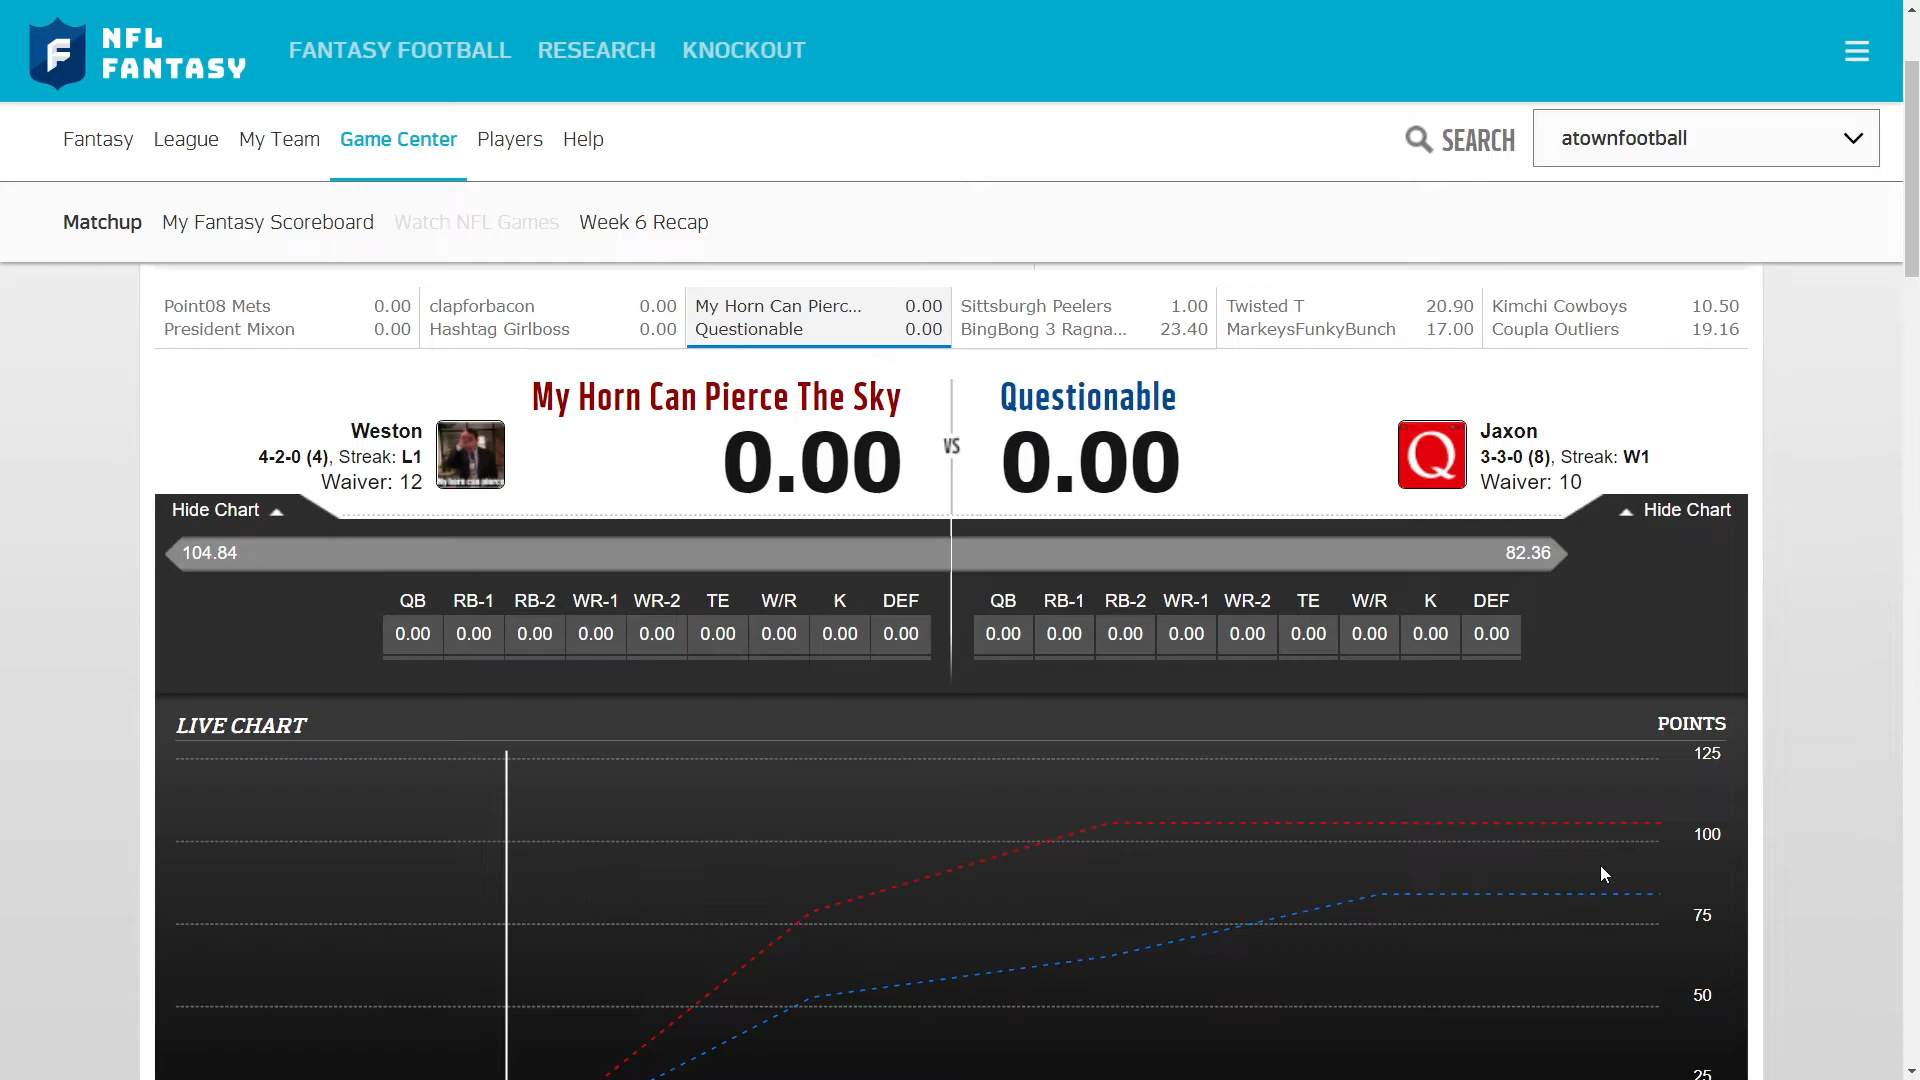 NFL
FANTASY
FANTASY FOOTBALL RESEARCH KNOCKOUT
Fantasy League My Team Game Center Players Help
SEARCH
atownfootball
Matchup My Fantasy Scoreboard Watch NFL Games Week 6 Recap
Point08 Mets 0.00
President Mixon 0.00
clapforbacon 0.00
Hashtag Girlboss 0.00
My Horn Can Pierc... 0.00
Questionable 0.00
Sittsburgh Peelers 1.00
BingBong 3 Ragna... 23.40
Twisted T 20.90
MarkeysFunkyBunch 17.00
Kimchi Cowboys 10.50
Coupla Outliers 19.16
My Horn Can Pierce The Sky
0.00
Weston
4-2-0 (4), Streak: L1
Waiver: 12
VS
Questionable
0.00
Q
Jaxon
3-3-0 (8), Streak: W1
Waiver: 10
Hide Chart
Hide Chart
104.84 82.36
QB RB-1 RB-2 WR-1 WR-2 TE W/R K DEF
0.00 0.00 0.00 0.00 0.00 0.00 0.00 0.00 0.00
QB RB-1 RB-2 WR-1 WR-2 TE W/R K DEF
0.00 0.00 0.00 0.00 0.00 0.00 0.00 0.00 0.00
LIVE CHART
POINTS
125
100
75
50
25